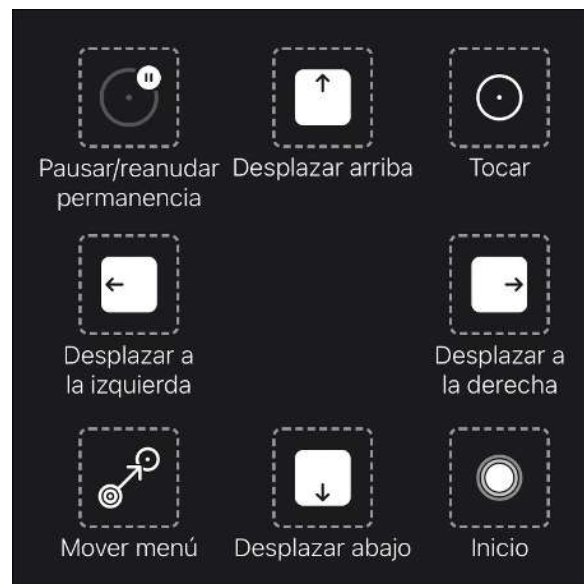 Pausar/reanudar
permanencia
Desplazar arriba
Tocar
Desplazar a
la izquierda
Desplazar a
la derecha
Mover menú
Desplazar abajo
Inicio